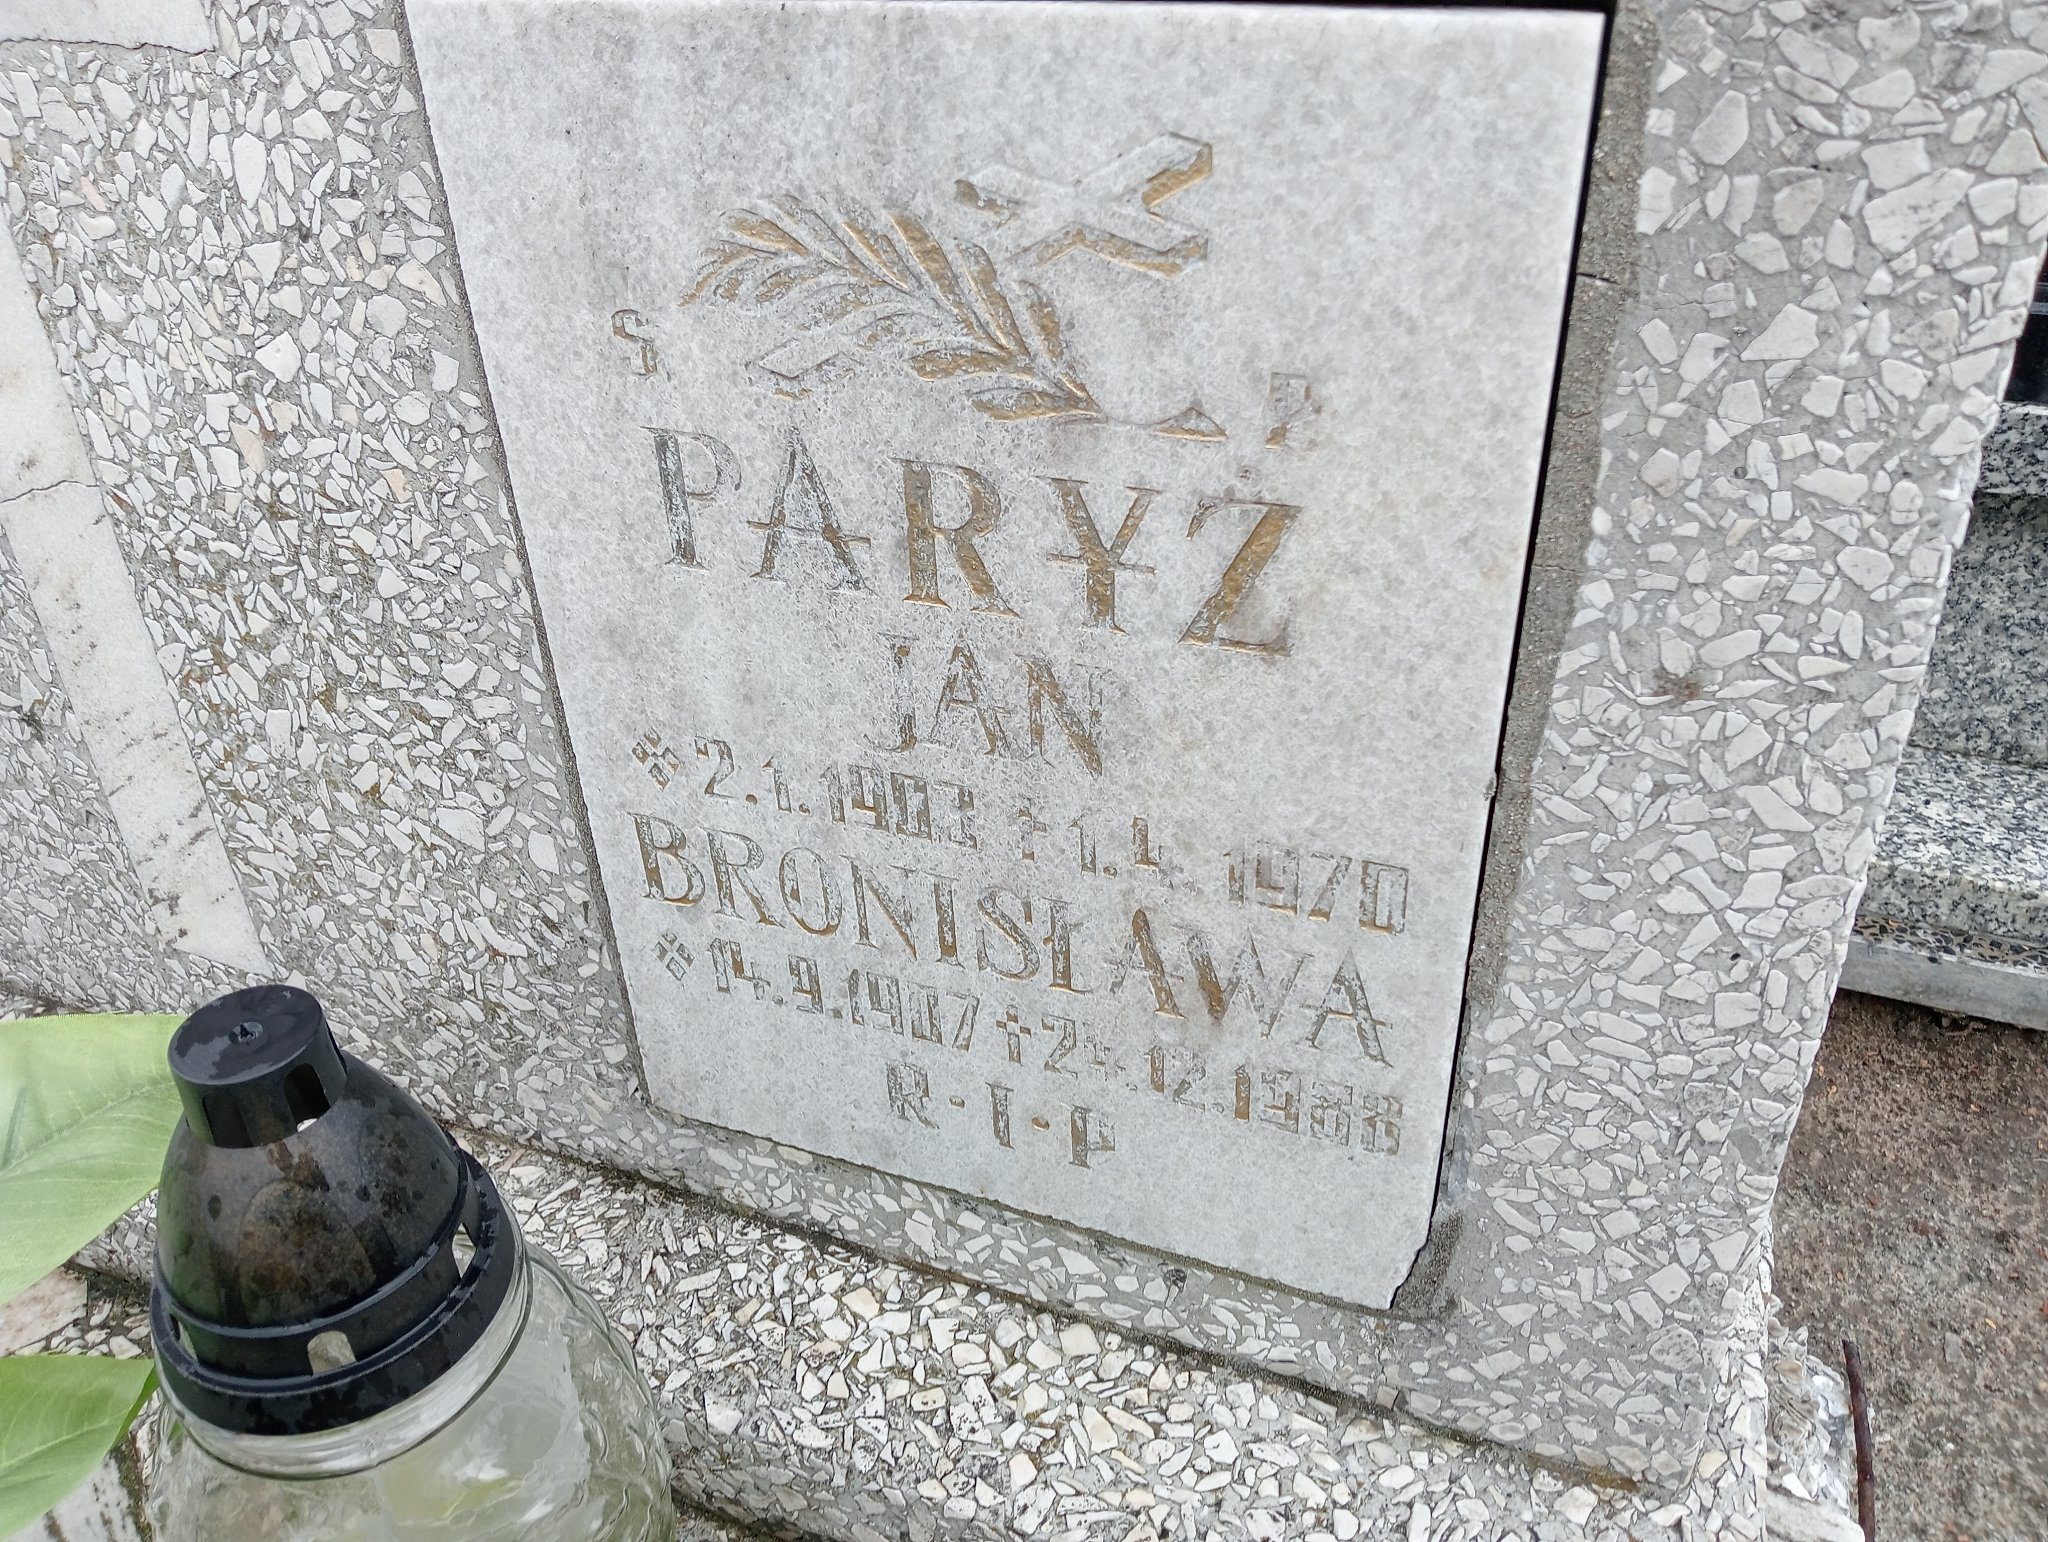 Ś P
PARYŻ
JAN
* 2.1.1903 † 1.4.1970
BRONISŁAWA
* 14.9.1907 † 24.12.1988
R·I·P